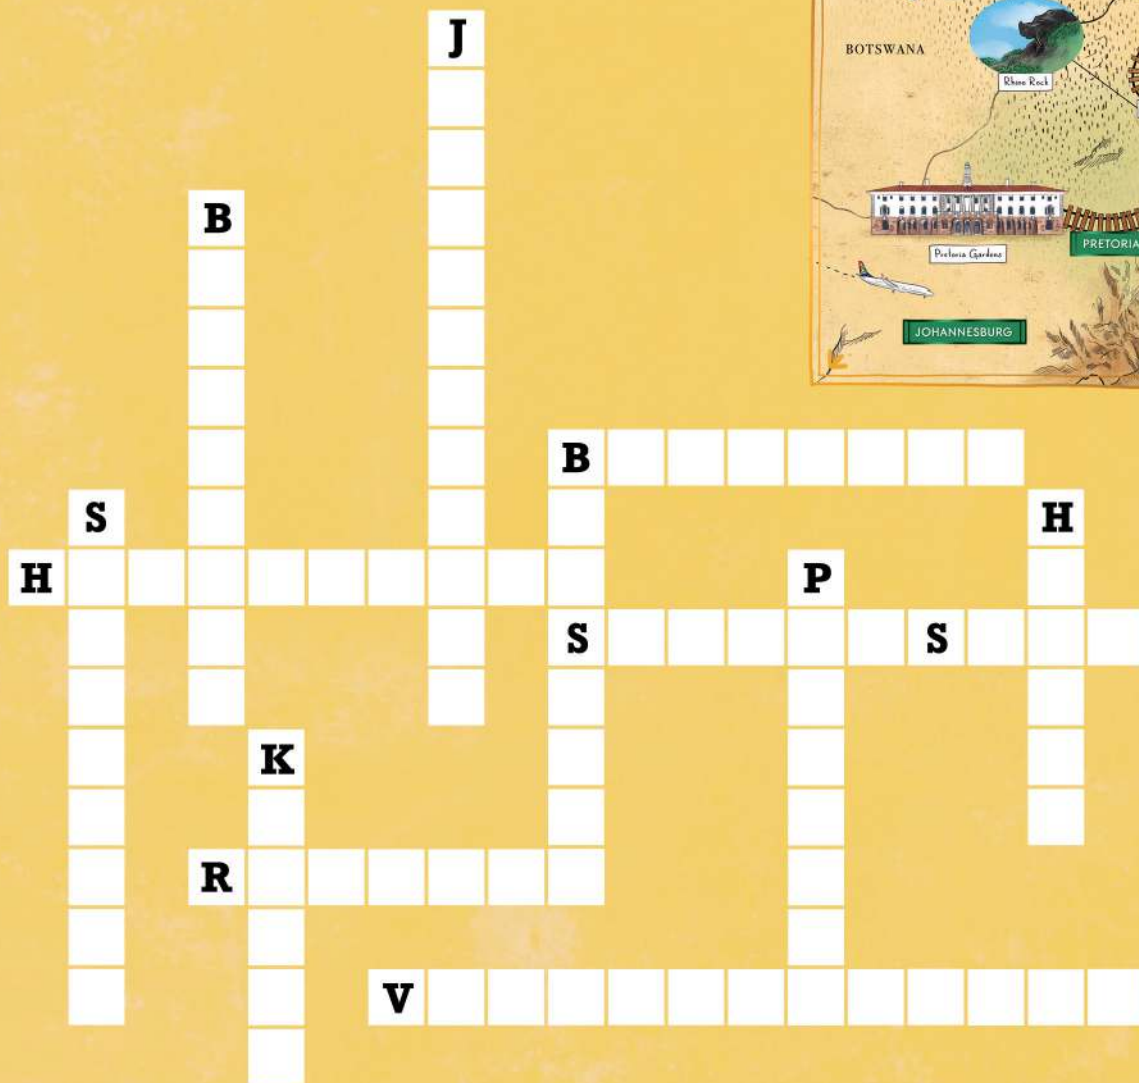 J
BOTSWANA
Rhino Rock
B
Pretoria Gardens
PRETORIA
JOHANNESBURG
B
S
H
H
P
S S
K
R
V